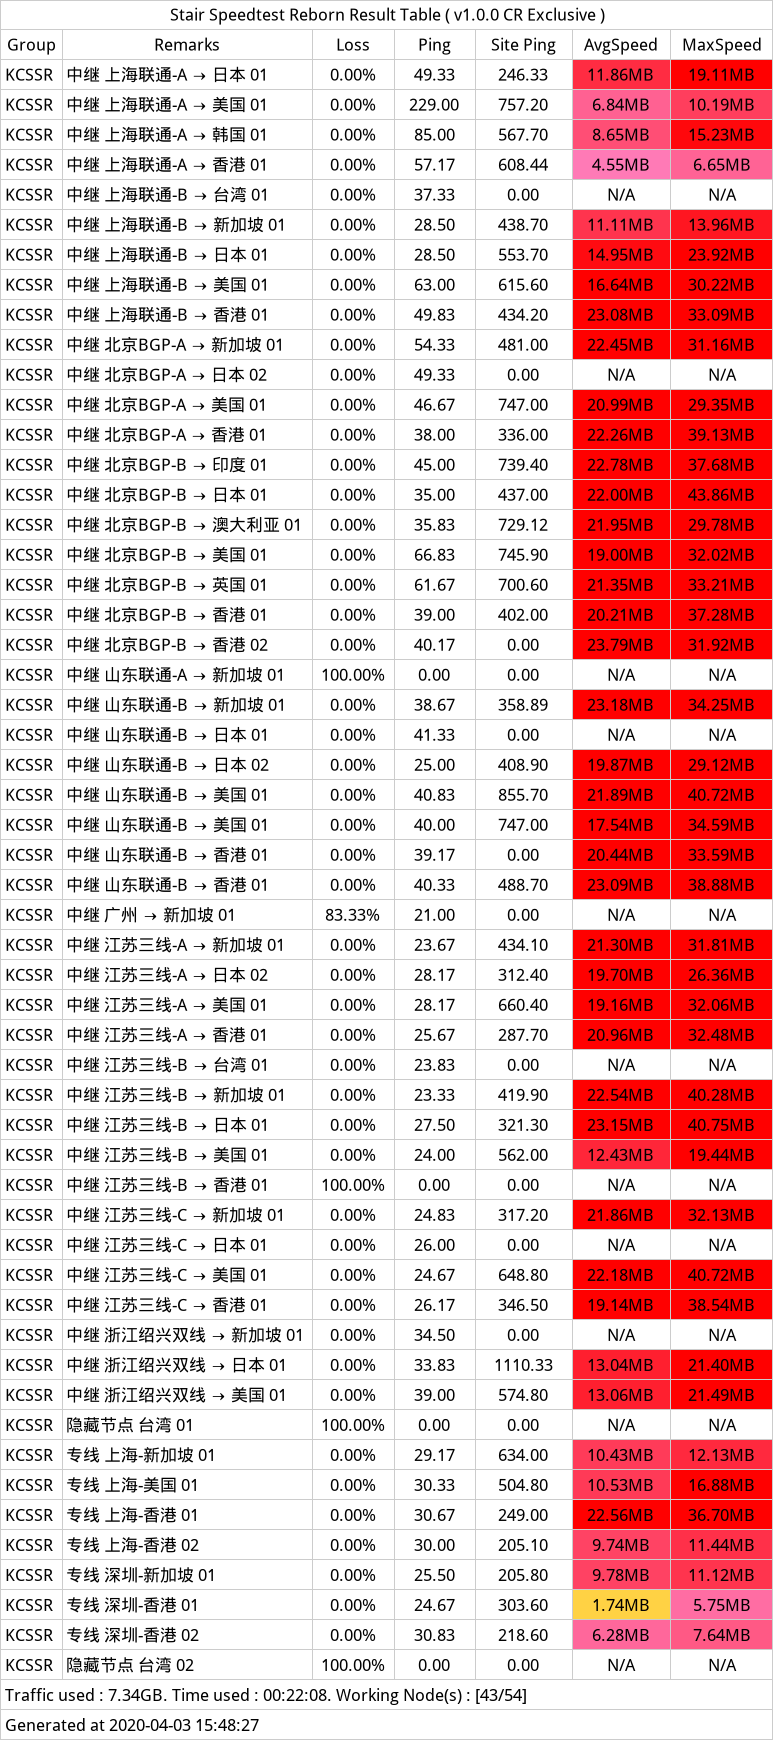 Stair Speedtest Reborn Result Table ( v1.0.0 CR Exclusive )
Group Remarks Loss Ping Site Ping AvgSpeed MaxSpeed
KCSSR 中继 上海联通-A → 日本 01 0.00% 49.33 246.33 11.86MB 19.11MB
KCSSR 中继 上海联通-A → 美国 01 0.00% 229.00 757.20 6.84MB 10.19MB
KCSSR 中继 上海联通-A → 韩国 01 0.00% 85.00 567.70 8.65MB 15.23MB
KCSSR 中继 上海联通-A → 香港 01 0.00% 57.17 608.44 4.55MB 6.65MB
KCSSR 中继 上海联通-B → 台湾 01 0.00% 37.33 0.00 N/A N/A
KCSSR 中继 上海联通-B → 新加坡 01 0.00% 28.50 438.70 11.11MB 13.96MB
KCSSR 中继 上海联通-B → 日本 01 0.00% 28.50 553.70 14.95MB 23.92MB
KCSSR 中继 上海联通-B → 美国 01 0.00% 63.00 615.60 16.64MB 30.22MB
KCSSR 中继 上海联通-B → 香港 01 0.00% 49.83 434.20 23.08MB 33.09MB
KCSSR 中继 北京BGP-A → 新加坡 01 0.00% 54.33 481.00 22.45MB 31.16MB
KCSSR 中继 北京BGP-A → 日本 02 0.00% 49.33 0.00 N/A N/A
KCSSR 中继 北京BGP-A → 美国 01 0.00% 46.67 747.00 20.99MB 29.35MB
KCSSR 中继 北京BGP-A → 香港 01 0.00% 38.00 336.00 22.26MB 39.13MB
KCSSR 中继 北京BGP-B → 印度 01 0.00% 45.00 739.40 22.78MB 37.68MB
KCSSR 中继 北京BGP-B → 日本 01 0.00% 35.00 437.00 22.00MB 43.86MB
KCSSR 中继 北京BGP-B → 澳大利亚 01 0.00% 35.83 729.12 21.95MB 29.78MB
KCSSR 中继 北京BGP-B → 美国 01 0.00% 66.83 745.90 19.00MB 32.02MB
KCSSR 中继 北京BGP-B → 英国 01 0.00% 61.67 700.60 21.35MB 33.21MB
KCSSR 中继 北京BGP-B → 香港 01 0.00% 39.00 402.00 20.21MB 37.28MB
KCSSR 中继 北京BGP-B → 香港 02 0.00% 40.17 0.00 23.79MB 31.92MB
KCSSR 中继 山东联通-A → 新加坡 01 100.00% 0.00 0.00 N/A N/A
KCSSR 中继 山东联通-B → 新加坡 01 0.00% 38.67 358.89 23.18MB 34.25MB
KCSSR 中继 山东联通-B → 日本 01 0.00% 41.33 0.00 N/A N/A
KCSSR 中继 山东联通-B → 日本 02 0.00% 25.00 408.90 19.87MB 29.12MB
KCSSR 中继 山东联通-B → 美国 01 0.00% 40.83 855.70 21.89MB 40.72MB
KCSSR 中继 山东联通-B → 美国 01 0.00% 40.00 747.00 17.54MB 34.59MB
KCSSR 中继 山东联通-B → 香港 01 0.00% 39.17 0.00 20.44MB 33.59MB
KCSSR 中继 山东联通-B → 香港 01 0.00% 40.33 488.70 23.09MB 38.88MB
KCSSR 中继 广州 → 新加坡 01 83.33% 21.00 0.00 N/A N/A
KCSSR 中继 江苏三线-A → 新加坡 01 0.00% 23.67 434.10 21.30MB 31.81MB
KCSSR 中继 江苏三线-A → 日本 02 0.00% 28.17 312.40 19.70MB 26.36MB
KCSSR 中继 江苏三线-A → 美国 01 0.00% 28.17 660.40 19.16MB 32.06MB
KCSSR 中继 江苏三线-A → 香港 01 0.00% 25.67 287.70 20.96MB 32.48MB
KCSSR 中继 江苏三线-B → 台湾 01 0.00% 23.83 0.00 N/A N/A
KCSSR 中继 江苏三线-B → 新加坡 01 0.00% 23.33 419.90 22.54MB 40.28MB
KCSSR 中继 江苏三线-B → 日本 01 0.00% 27.50 321.30 23.15MB 40.75MB
KCSSR 中继 江苏三线-B → 美国 01 0.00% 24.00 562.00 12.43MB 19.44MB
KCSSR 中继 江苏三线-B → 香港 01 100.00% 0.00 0.00 N/A N/A
KCSSR 中继 江苏三线-C → 新加坡 01 0.00% 24.83 317.20 21.86MB 32.13MB
KCSSR 中继 江苏三线-C → 日本 01 0.00% 26.00 0.00 N/A N/A
KCSSR 中继 江苏三线-C → 美国 01 0.00% 24.67 648.80 22.18MB 40.72MB
KCSSR 中继 江苏三线-C → 香港 01 0.00% 26.17 346.50 19.14MB 38.54MB
KCSSR 中继 浙江绍兴双线 → 新加坡 01 0.00% 34.50 0.00 N/A N/A
KCSSR 中继 浙江绍兴双线 → 日本 01 0.00% 33.83 1110.33 13.04MB 21.40MB
KCSSR 中继 浙江绍兴双线 → 美国 01 0.00% 39.00 574.80 13.06MB 21.49MB
KCSSR 隐藏节点 台湾 01 100.00% 0.00 0.00 N/A N/A
KCSSR 专线 上海-新加坡 01 0.00% 29.17 634.00 10.43MB 12.13MB
KCSSR 专线 上海-美国 01 0.00% 30.33 504.80 10.53MB 16.88MB
KCSSR 专线 上海-香港 01 0.00% 30.67 249.00 22.56MB 36.70MB
KCSSR 专线 上海-香港 02 0.00% 30.00 205.10 9.74MB 11.44MB
KCSSR 专线 深圳-新加坡 01 0.00% 25.50 205.80 9.78MB 11.12MB
KCSSR 专线 深圳-香港 01 0.00% 24.67 303.60 1.74MB 5.75MB
KCSSR 专线 深圳-香港 02 0.00% 30.83 218.60 6.28MB 7.64MB
KCSSR 隐藏节点 台湾 02 100.00% 0.00 0.00 N/A N/A
Traffic used : 7.34GB. Time used : 00:22:08. Working Node(s) : [43/54]
Generated at 2020-04-03 15:48:27